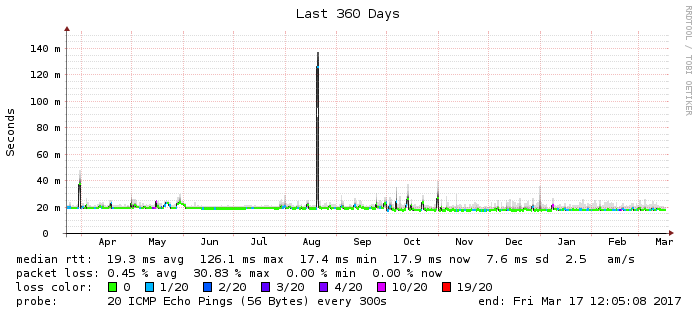 Last 360 Days
RRDTOOL / TOBI OETIKER
Seconds
140 m
120 m
100 m
80 m
60 m
40 m
20 m
0
Apr May Jun Jul Aug Sep Oct Nov Dec Jan Feb Mar
median rtt: 19.3 ms avg 126.1 ms max 17.4 ms min 17.9 ms now 7.6 ms sd 2.5 am/s
packet loss: 0.45 % avg 30.83 % max 0.00 % min 0.00 % now
loss color: 0 1/20 2/20 3/20 4/20 10/20 19/20
probe: 20 ICMP Echo Pings (56 Bytes) every 300s end: Fri Mar 17 12:05:08 2017